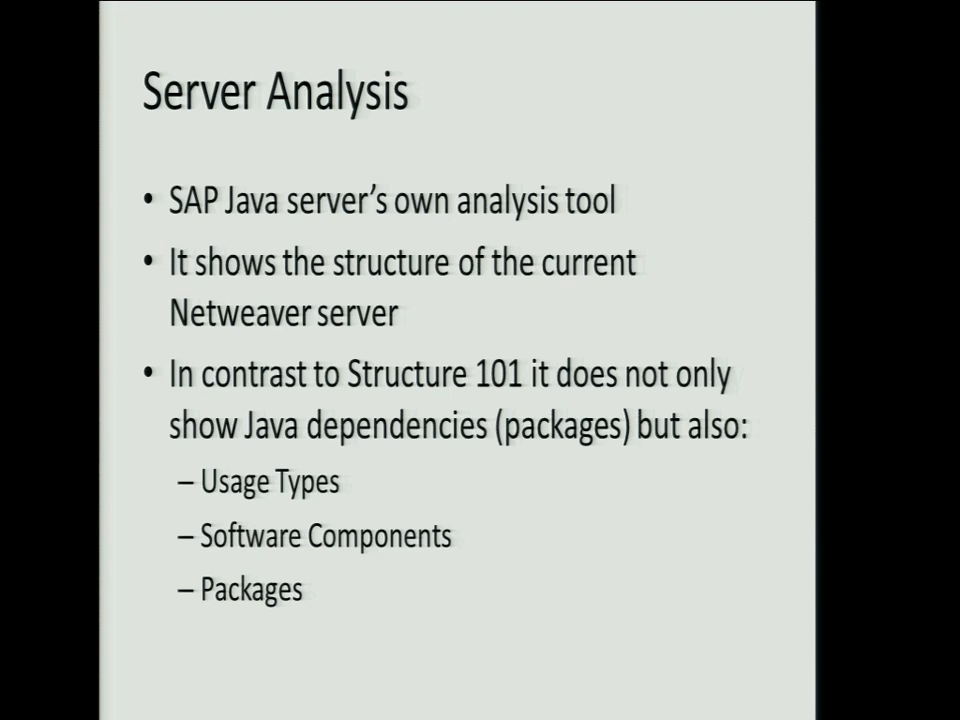 Server Analysis
• SAP Java server's own analysis tool
• It shows the structure of the current
Netweaver server
• In contrast to Structure 101 it does not only
show Java dependencies (packages) but also:
– Usage Types
– Software Components
– Packages